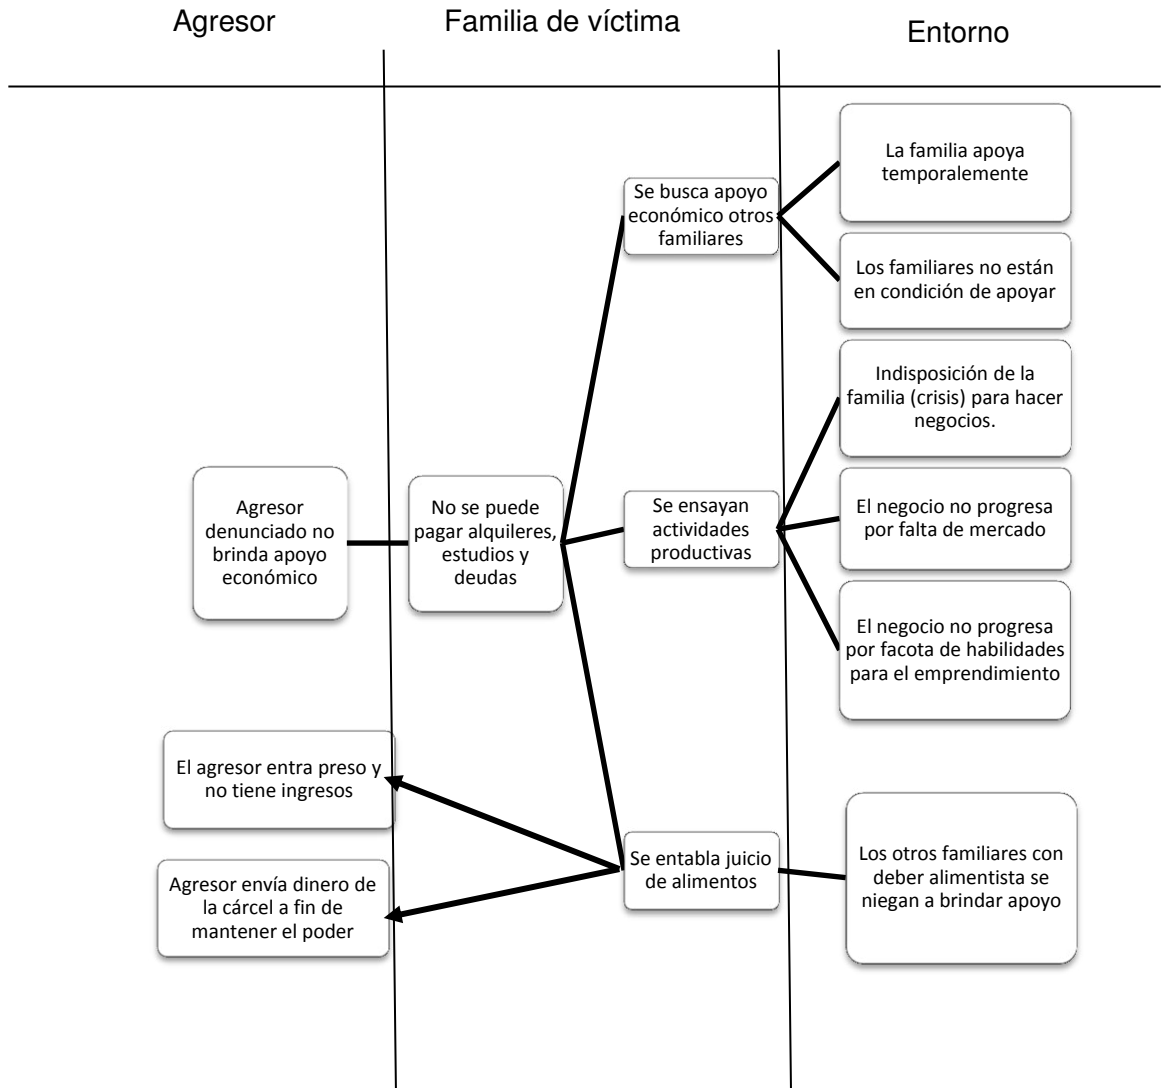 Agresor
Familia de víctima
Entorno
La familia apoya
temporalemente
Se busca apoyo
económico otros
familiares
Los familiares no están
en condición de apoyar
Indisposición de la
familia (crisis) para hacer
negocios.
Agresor
denunciado no
brinda apoyo
económico
No se puede
pagar alquileres,
estudios y
deudas
Se ensayan
actividades
productivas
El negocio no progresa
por falta de mercado
El negocio no progresa
por facota de habilidades
para el emprendimiento
El agresor entra preso y
no tiene ingresos
Agresor envía dinero de
la cárcel a fin de
mantener el poder
Se entabla juicio
de alimentos
Los otros familiares con
deber alimentista se
niegan a brindar apoyo